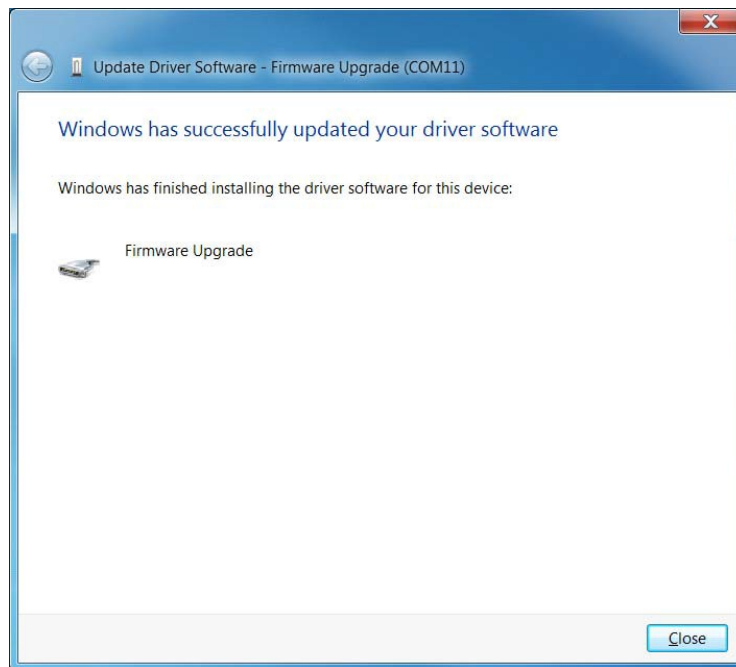 Update Driver Software - Firmware Upgrade (COM11)
Windows has successfully updated your driver software
Windows has finished installing the driver software for this device:
Firmware Upgrade
Close